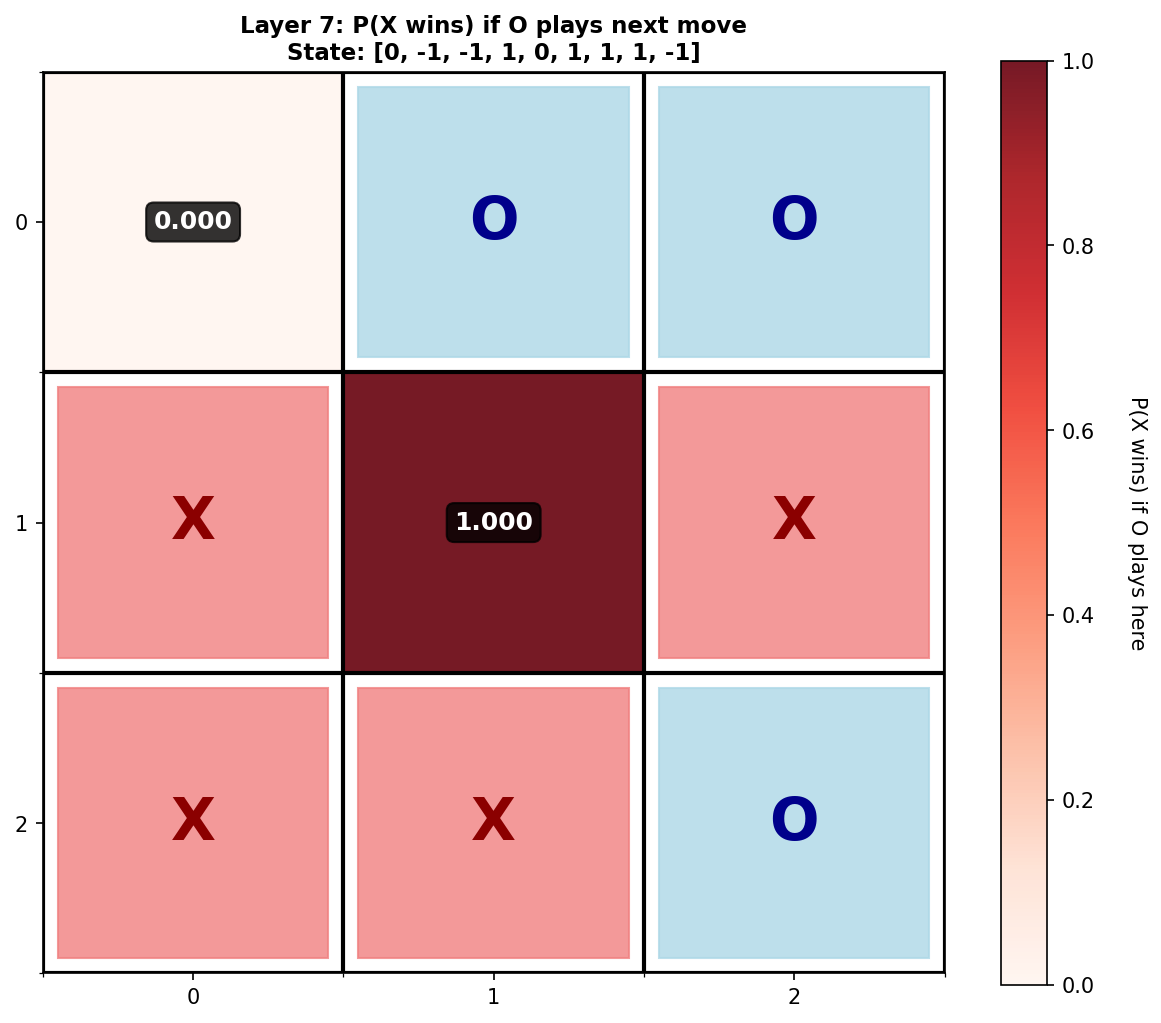 Layer 7: P(X wins) if O plays next move
State: [0, -1, -1, 1, 0, 1, 1, 1, -1]
0
0.000
O
O
1
X
1.000
X
2
X
X
O
0
1
2
1.0
0.8
0.6
0.4
0.2
0.0
P(X wins) if O plays here